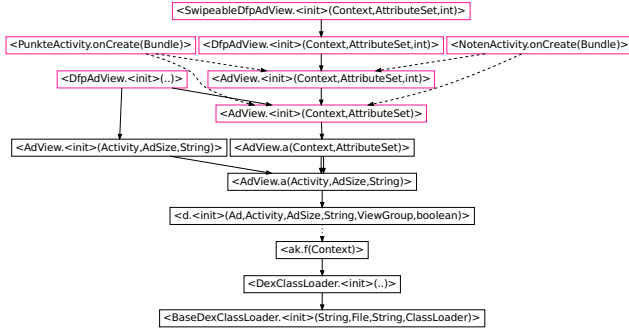 <SwipeableDfpAdView.<init>(Context,AttributeSet,int)>
<PunkteActivity.onCreate(Bundle)>
<DfpAdView.<init>(Context,AttributeSet,int)>
<NotenActivity.onCreate(Bundle)>
<DfpAdView.<init>(..)>
<AdView.<init>(Context,AttributeSet,int)>
<AdView.<init>(Context,AttributeSet)>
<AdView.<init>(Activity,AdSize,String)>
<AdView.a(Context,AttributeSet)>
<AdView.a(Activity,AdSize,String)>
<d.<init>(Ad,Activity,AdSize,String,ViewGroup,boolean)>
<ak.f(Context)>
<DexClassLoader.<init>(..)>
<BaseDexClassLoader.<init>(String,File,String,ClassLoader)>